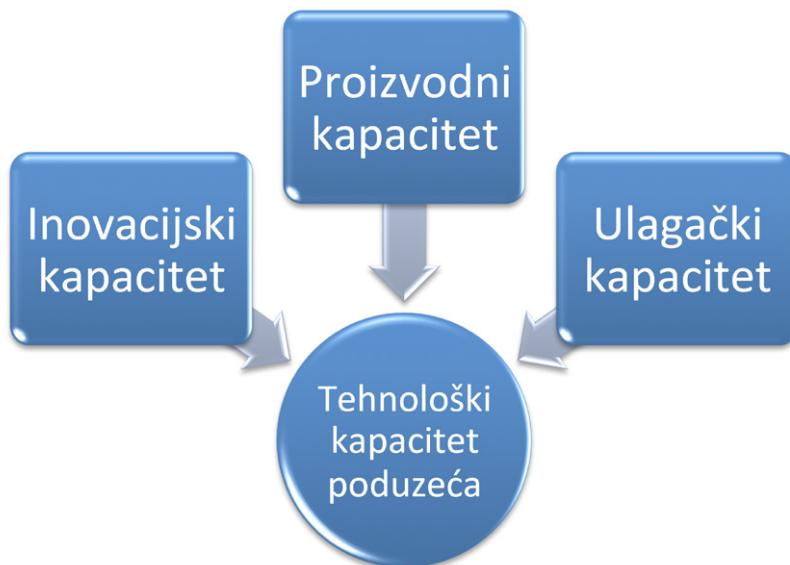 Proizvodni
kapacitet
Inovacijski
kapacitet
Ulagački
kapacitet
Tehnološki
kapacitet
poduzeća